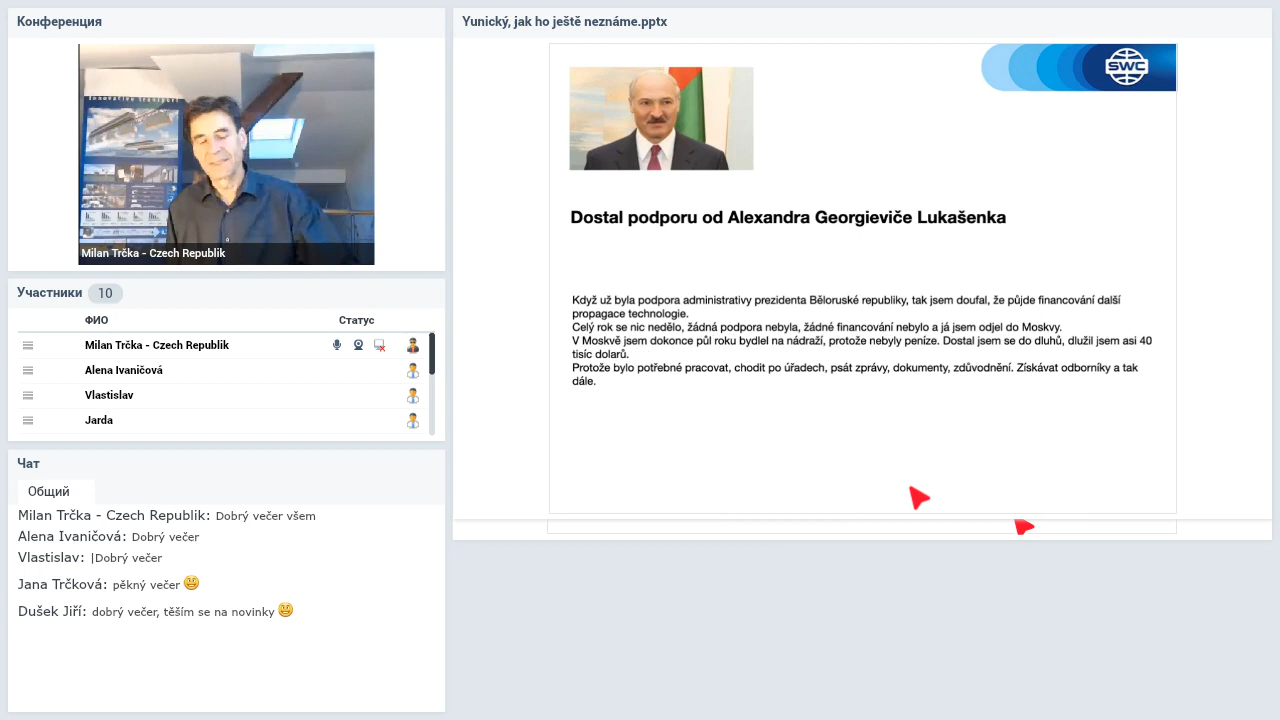 Конференция
Innovative transport
Milan Trčka - Czech Republik
Участники 10
ФИО Статус
Milan Trčka - Czech Republik
Alena Ivaničová
Vlastislav
Jarda
Чат
Общий
Milan Trčka - Czech Republik: Dobrý večer všem
Alena Ivaničová: Dobrý večer
Vlastislav: |Dobrý večer
Jana Trčková: pěkný večer
Dušek Jiří: dobrý večer, těším se na novinky
Yunický, jak ho ještě neznáme.pptx
SWC
Dostal podporu od Alexandra Georgieviče Lukašenka
Když už byla podpora administrativy prezidenta Běloruské republiky, tak jsem doufal, že půjde financování další
propagace technologie.
Celý rok se nic nedělo, žádná podpora nebyla, žádné financování nebylo a já jsem odjel do Moskvy.
V Moskvě jsem dokonce půl roku bydlel na nádraží, protože nebyly peníze. Dostal jsem se do dluhů, dlužil jsem asi 40
tisíc dolarů.
Protože bylo potřebné pracovat, chodit po úřadech, psát zprávy, dokumenty, zdůvodnění. Získávat odborníky a tak
dále.